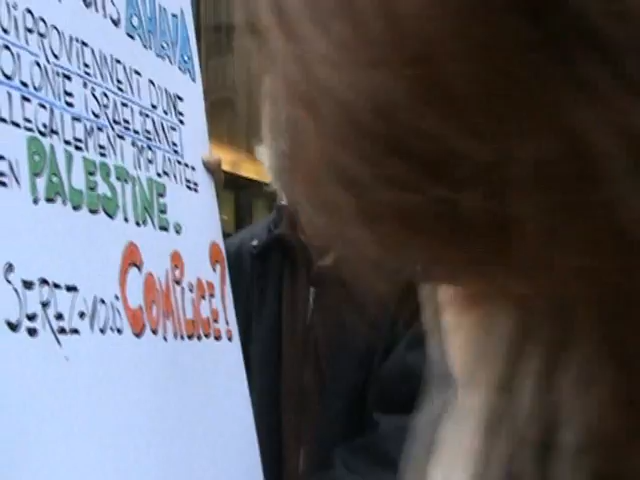 AHAVA
QUI PROVIENNENT D'UNE
COLONIE ISRAELIENNE
ILLEGALEMENT IMPLANTEE
EN PALESTINE.
SEREZ-VOUS COMPLICE?